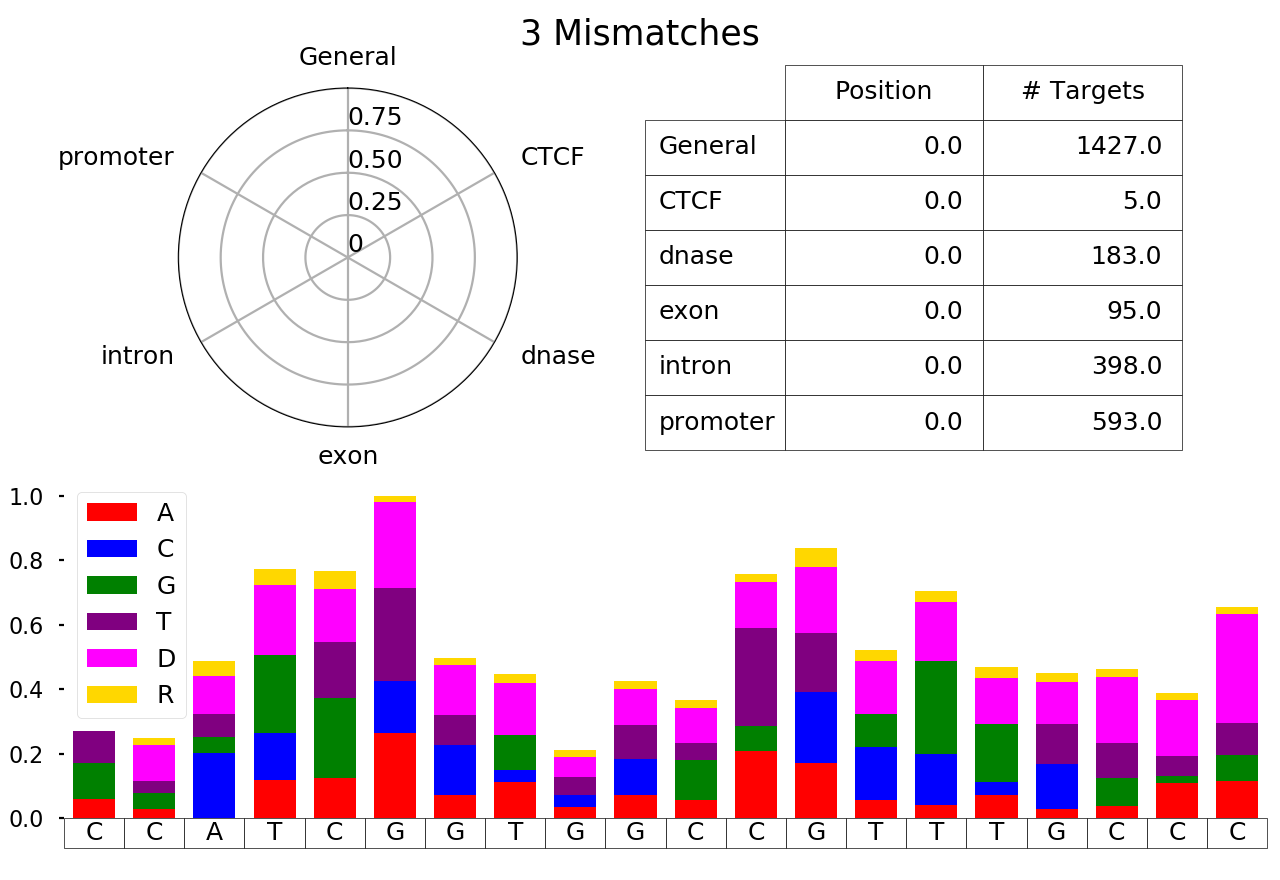 3 Mismatches
General
promoter
CTCF
0.75
0.50
0.25
0
intron
dnase
exon
Position # Targets
General 0.0 1427.0
CTCF 0.0 5.0
dnase 0.0 183.0
exon 0.0 95.0
intron 0.0 398.0
promoter 0.0 593.0
1.0
0.8
0.6
0.4
0.2
0.0
A
C
G
T
D
R
C C A T C G G T G G C C G T T T G C C C